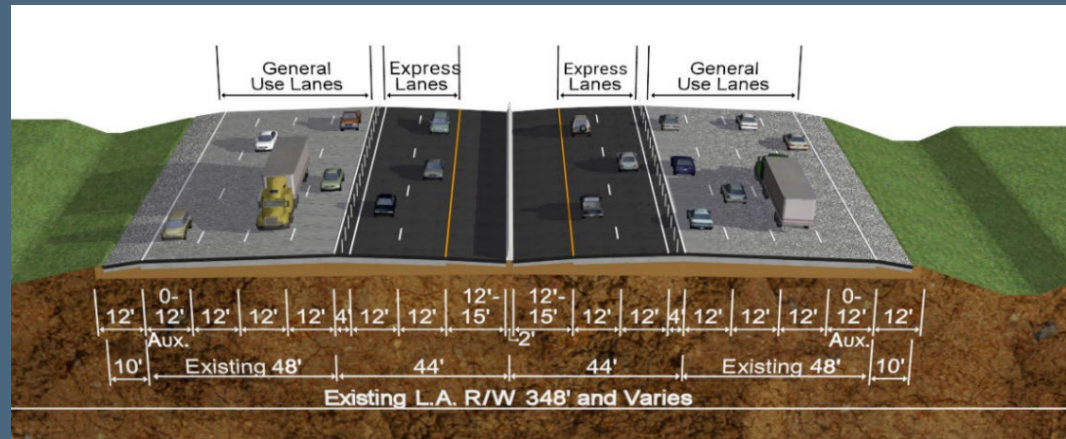 General
Use Lanes
Express
Lanes
Express
Lanes
General
Use Lanes
12' 0-12' Aux. 12' 12' 12' 4' 12' 12' 12'-15' 2' 12'-15' 12' 12' 4' 12' 12' 12' 0-12' Aux. 12'
10' Existing 48' 44' 44' Existing 48' 10'
Existing L.A. R/W 348' and Varies